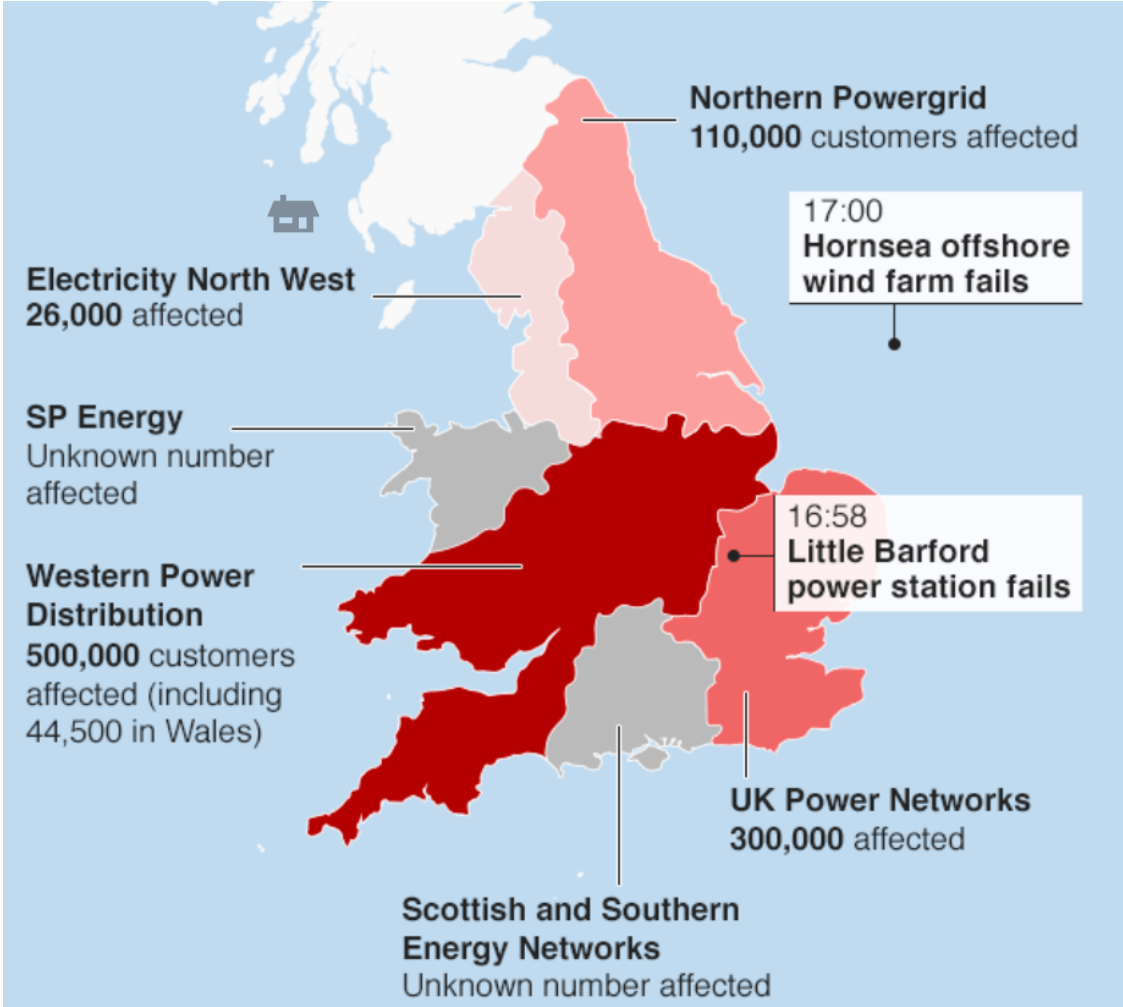 Northern Powergrid
110,000 customers affected
17:00
Hornsea offshore
wind farm fails
Electricity North West
26,000 affected
SP Energy
Unknown number
affected
16:58
Little Barford
power station fails
Western Power
Distribution
500,000 customers
affected (including
44,500 in Wales)
UK Power Networks
300,000 affected
Scottish and Southern
Energy Networks
Unknown number affected